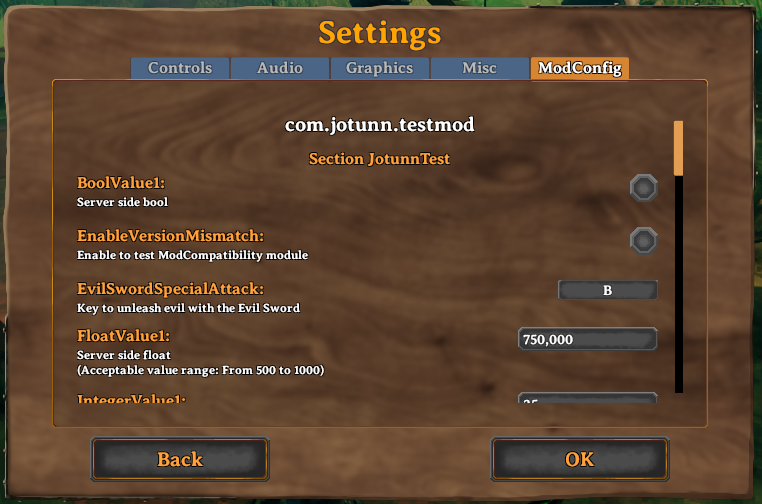 Settings
Controls Audio Graphics Misc ModConfig
com.jotunn.testmod
Section JotunnTest
BoolValue1:
Server side bool
EnableVersionMismatch:
Enable to test ModCompatibility module
EvilSwordSpecialAttack: B
Key to unleash evil with the Evil Sword
FloatValue1: 750,000
Server side float
(Acceptable value range: From 500 to 1000)
IntegerValue1:
Back OK